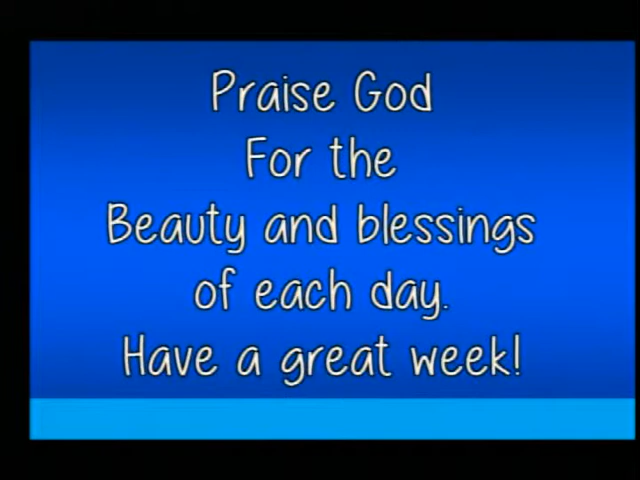 Praise God
For the
Beauty and blessings
of each day.
Have a great week!